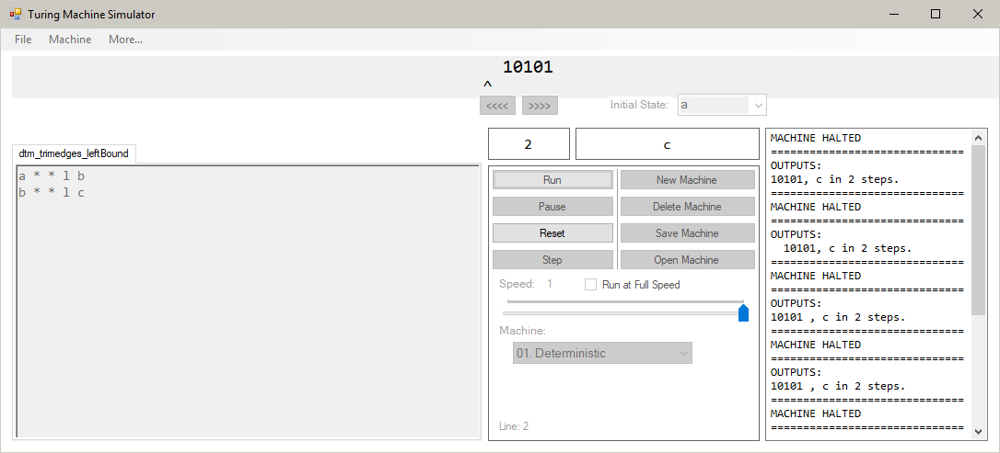 Turing Machine Simulator
File Machine More...
10101
^
<<<< >>>> Initial State: a
dtm_trimedges_leftBound
a * * l b
b * * l c
2 c
Run New Machine
Pause Delete Machine
Reset Save Machine
Step Open Machine
Speed: 1 Run at Full Speed
Machine:
01. Deterministic
Line: 2
MACHINE HALTED
==============================
OUTPUTS:
10101, c in 2 steps.
==============================
MACHINE HALTED
==============================
OUTPUTS:
  10101, c in 2 steps.
==============================
MACHINE HALTED
==============================
OUTPUTS:
10101 , c in 2 steps.
==============================
MACHINE HALTED
==============================
OUTPUTS:
10101 , c in 2 steps.
==============================
MACHINE HALTED
==============================